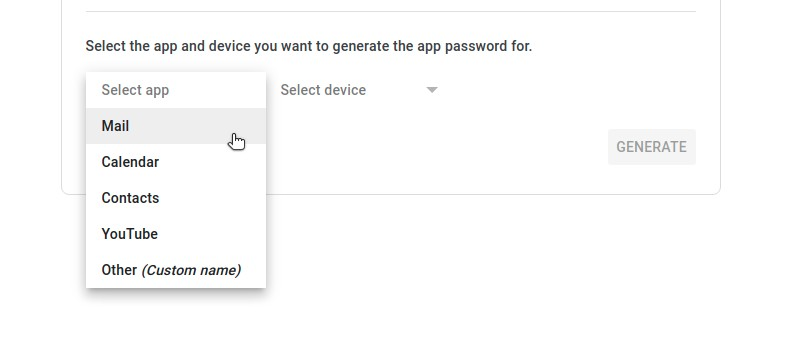 Select the app and device you want to generate the app password for.
Select app
Select device
Mail
GENERATE
Calendar
Contacts
YouTube
Other (Custom name)